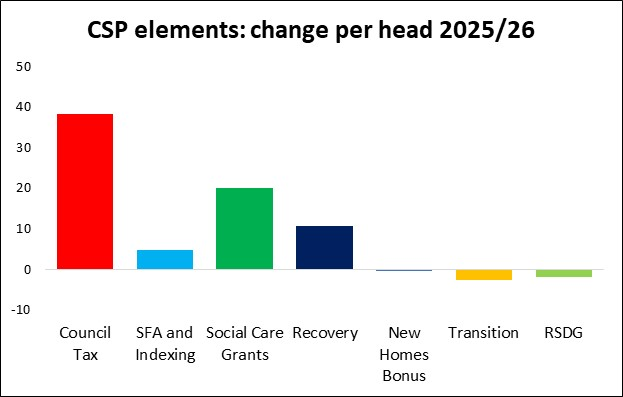 CSP elements: change per head 2025/26
50
40
30
20
10
0
-10
Council Tax
SFA and Indexing
Social Care Grants
Recovery
New Homes Bonus
Transition
RSDG